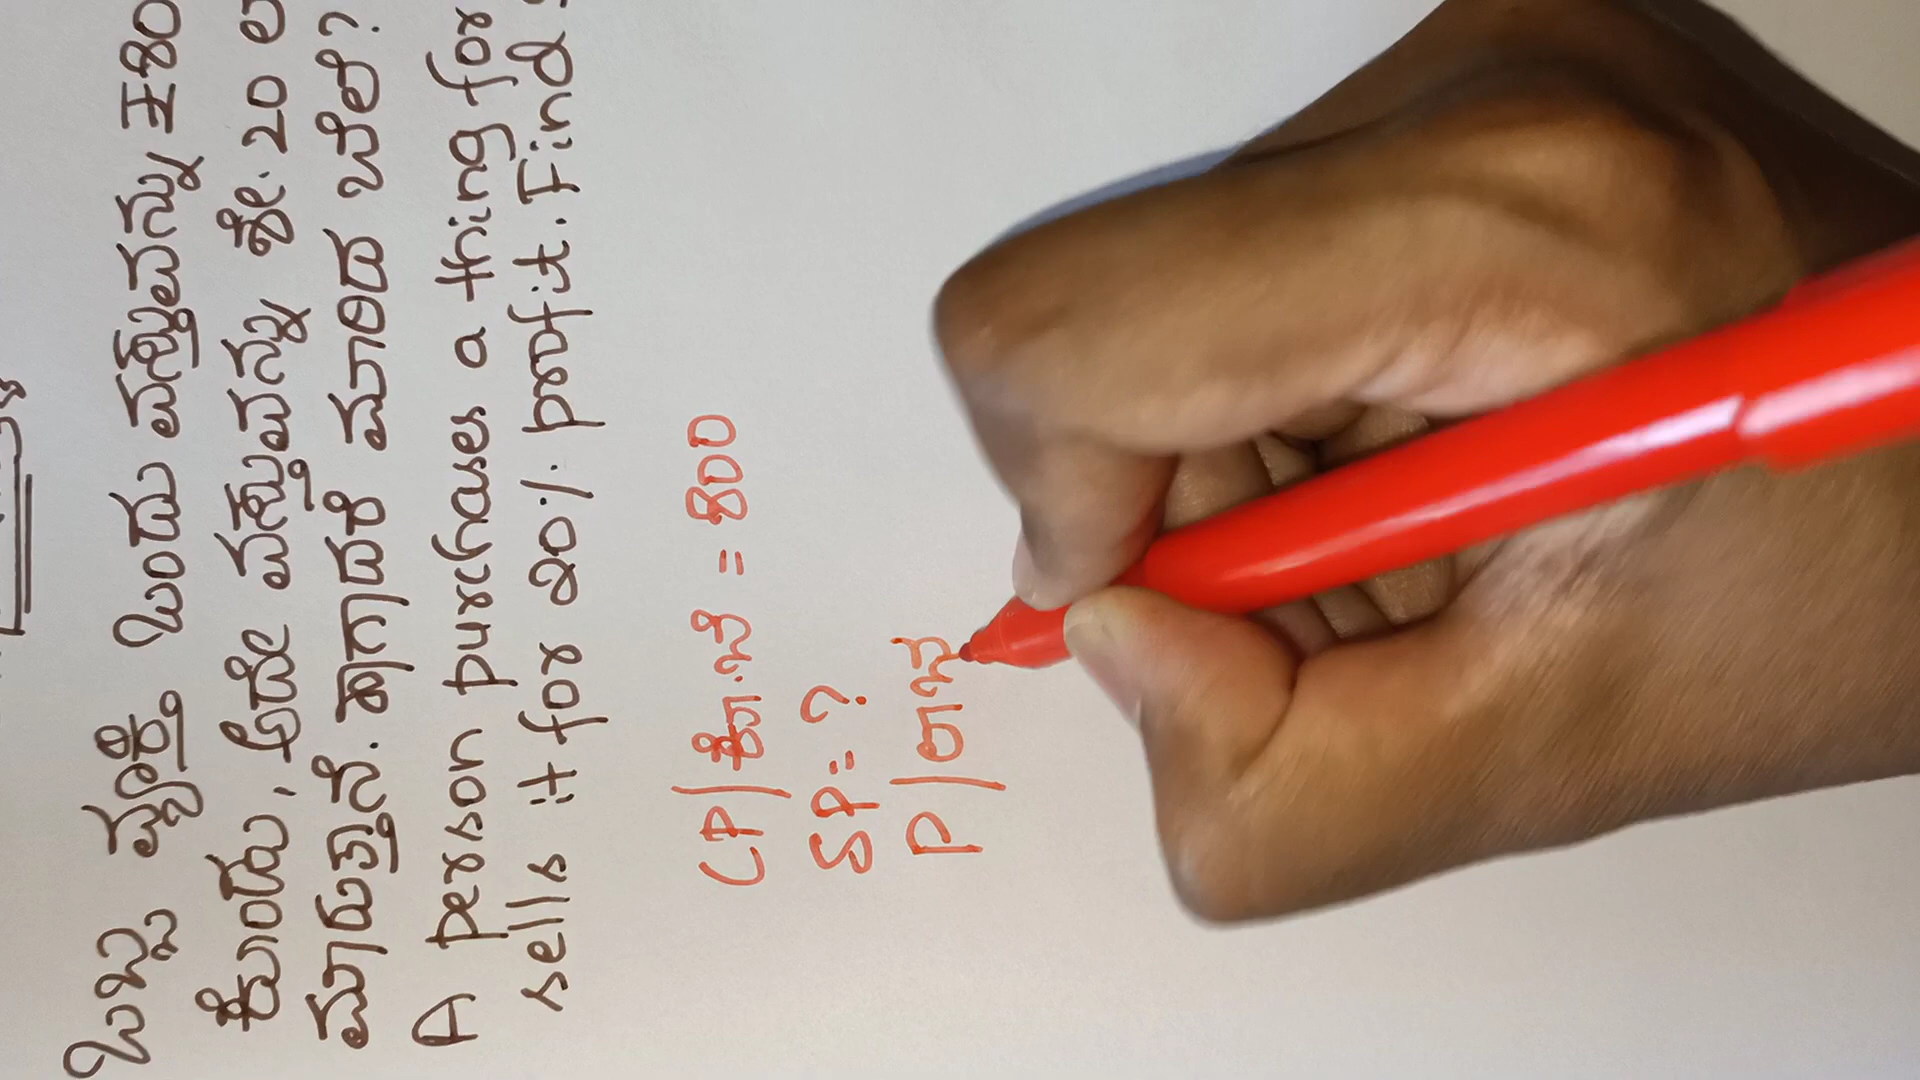 ಒಬ್ಬ ವ್ಯಕ್ತಿ ಒಂದು ವಸ್ತುವನ್ನು ₹80
ಕೊಂಡು, ಅದೇ ವಸ್ತುವನ್ನು ಶೇ.20 ಲ
ಮಾರುತ್ತಾನೆ. ಹಾಗಾದರೆ ಮಾರಿದ ಬೆಲೆ?
A person purchases a thing for
sells it for 20% profit. Find
CP/ಕೊ.ಬೆ = 800
SP = ?
P/ಲಾಭ